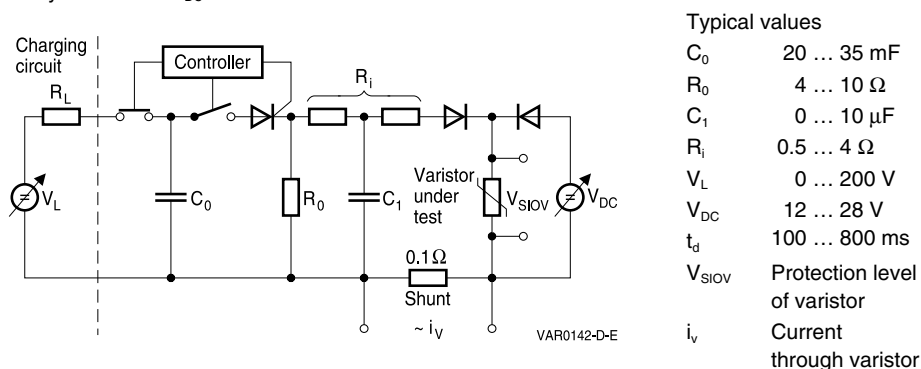 Charging
circuit
Controller
R_L
R_i
V_L
C_0
R_0
C_1
Varistor
under
test
V_SIOV
V_DC
0.1 Ω
Shunt
~ i_V
VAR0142-D-E
Typical values
C_0 20 … 35 mF
R_0 4 … 10 Ω
C_1 0 … 10 μF
R_i 0.5 … 4 Ω
V_L 0 … 200 V
V_DC 12 … 28 V
t_d 100 … 800 ms
V_SIOV Protection level
of varistor
i_v Current
through varistor